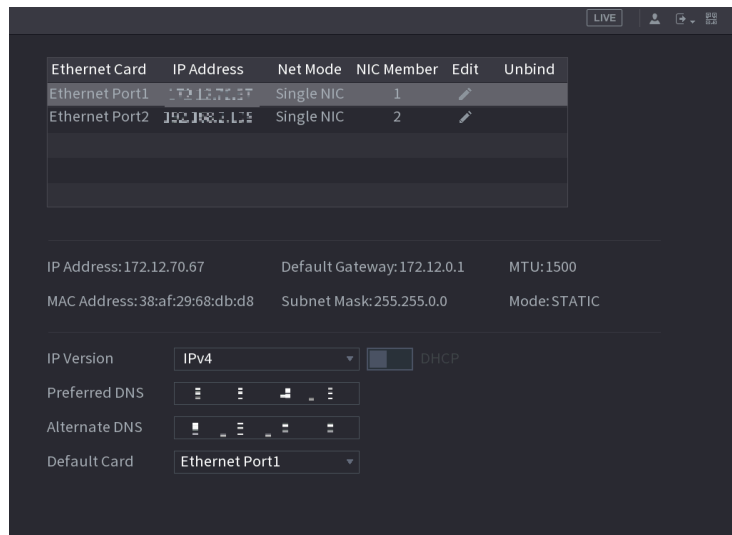 LIVE
Ethernet Card IP Address Net Mode NIC Member Edit Unbind
Ethernet Port1 Single NIC 1
Ethernet Port2 Single NIC 2
IP Address: 172.12.70.67 Default Gateway: 172.12.0.1 MTU: 1500
MAC Address: 38:af:29:68:db:d8 Subnet Mask: 255.255.0.0 Mode: STATIC
IP Version IPv4 DHCP
Preferred DNS
Alternate DNS
Default Card Ethernet Port1